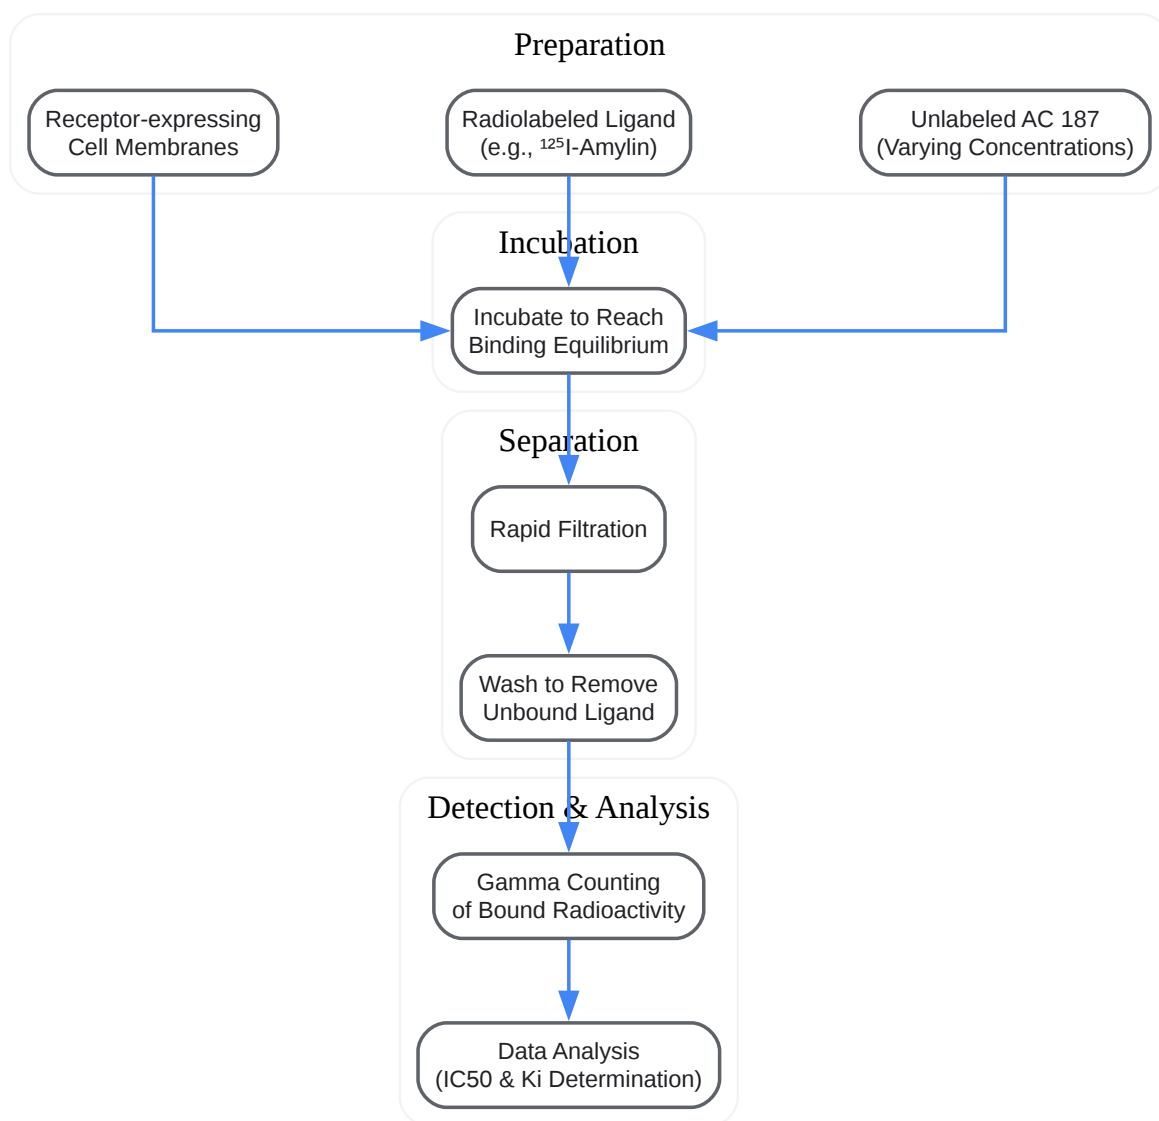 Preparation
Receptor-expressing
Cell Membranes
Radiolabeled Ligand
(e.g., ¹²⁵I-Amylin)
Unlabeled AC 187
(Varying Concentrations)
Incubation
Incubate to Reach
Binding Equilibrium
Separation
Rapid Filtration
Wash to Remove
Unbound Ligand
Detection & Analysis
Gamma Counting
of Bound Radioactivity
Data Analysis
(IC50 & Ki Determination)